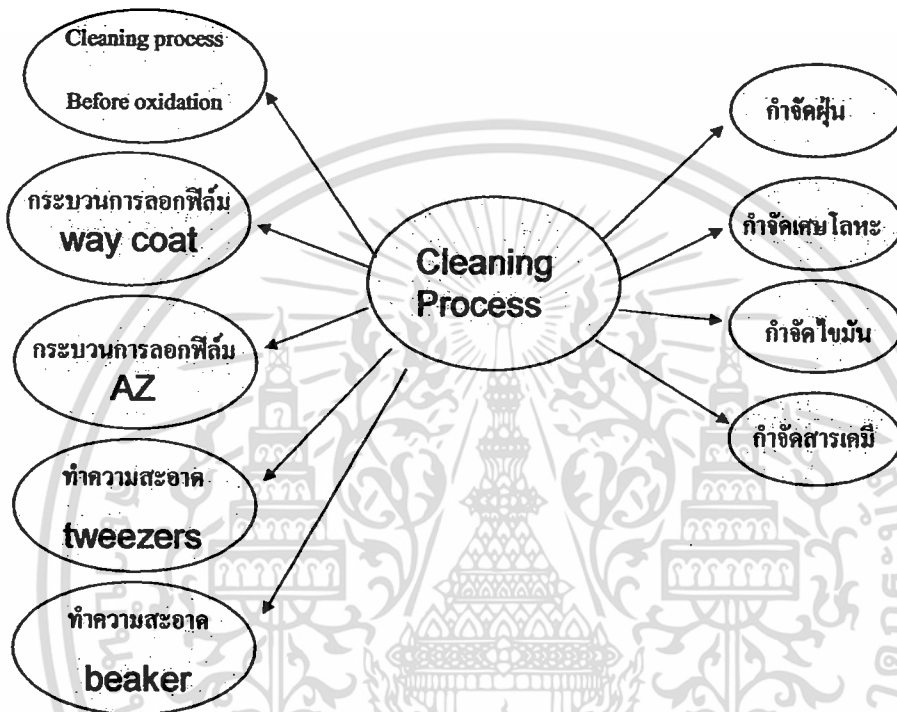 Cleaning process
Before oxidation
กระบวนการลอกฟิล์ม
way coat
กระบวนการลอกฟิล์ม
AZ
ทำความสะอาด
tweezers
ทำความสะอาด
beaker
Cleaning
Process
กำจัดฝุ่น
กำจัดเศษโลหะ
กำจัดไขมัน
กำจัดสารเคมี